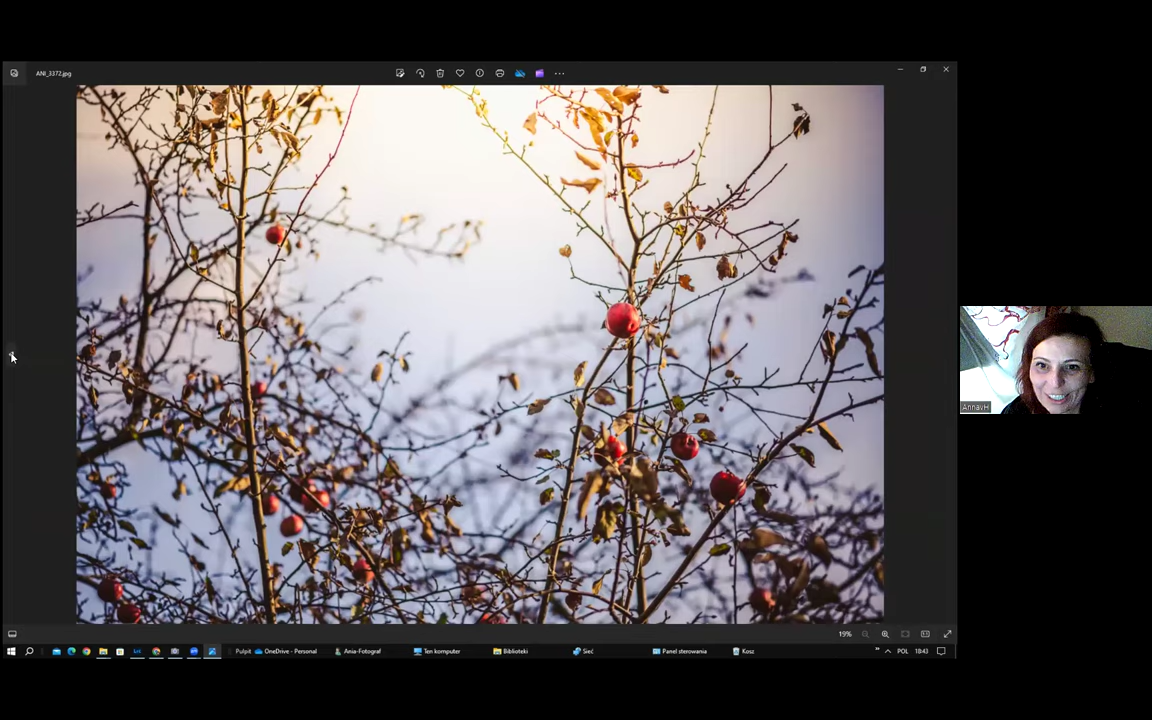 ANI_3372.jpg
AnnavH
19%
Pulpit
OneDrive - Personal
Ania-Fotograf
Ten komputer
Biblioteki
Sieć
Panel sterowania
Kosz
POL
18:43